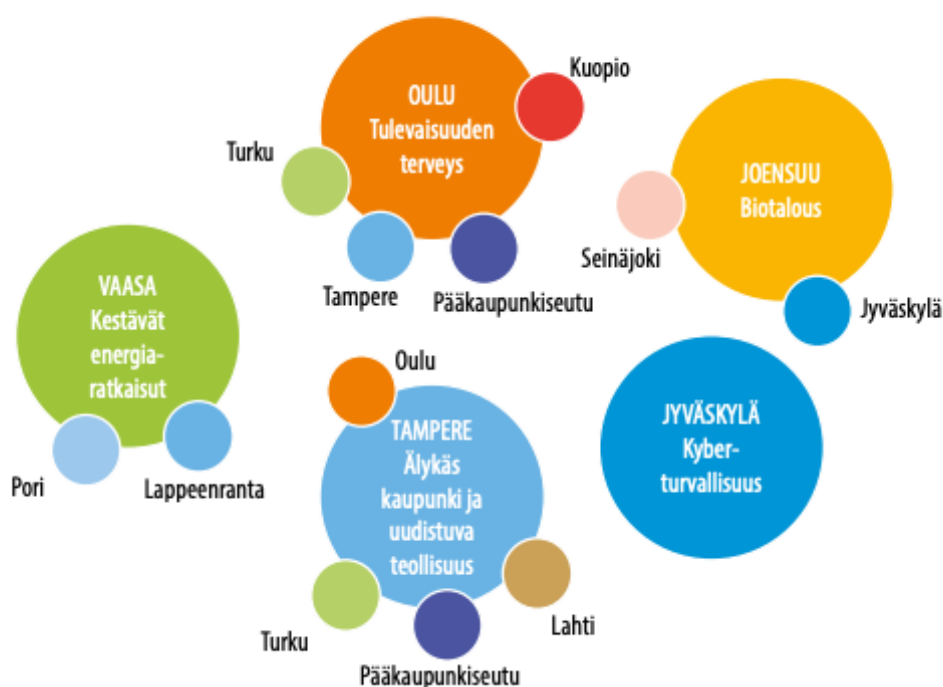 OULU
Tulevaisuuden
terveys
Kuopio
Turku
Tampere
Pääkaupunkiseutu
JOENSUU
Biotalous
Seinäjoki
Jyväskylä
VAASA
Kestävät
energia-
ratkaisut
Pori
Lappeenranta
Oulu
TAMPERE
Älykäs
kaupunki ja
uudistuva
teollisuus
Turku
Pääkaupunkiseutu
Lahti
JYVÄSKYLÄ
Kyber-
turvallisuus